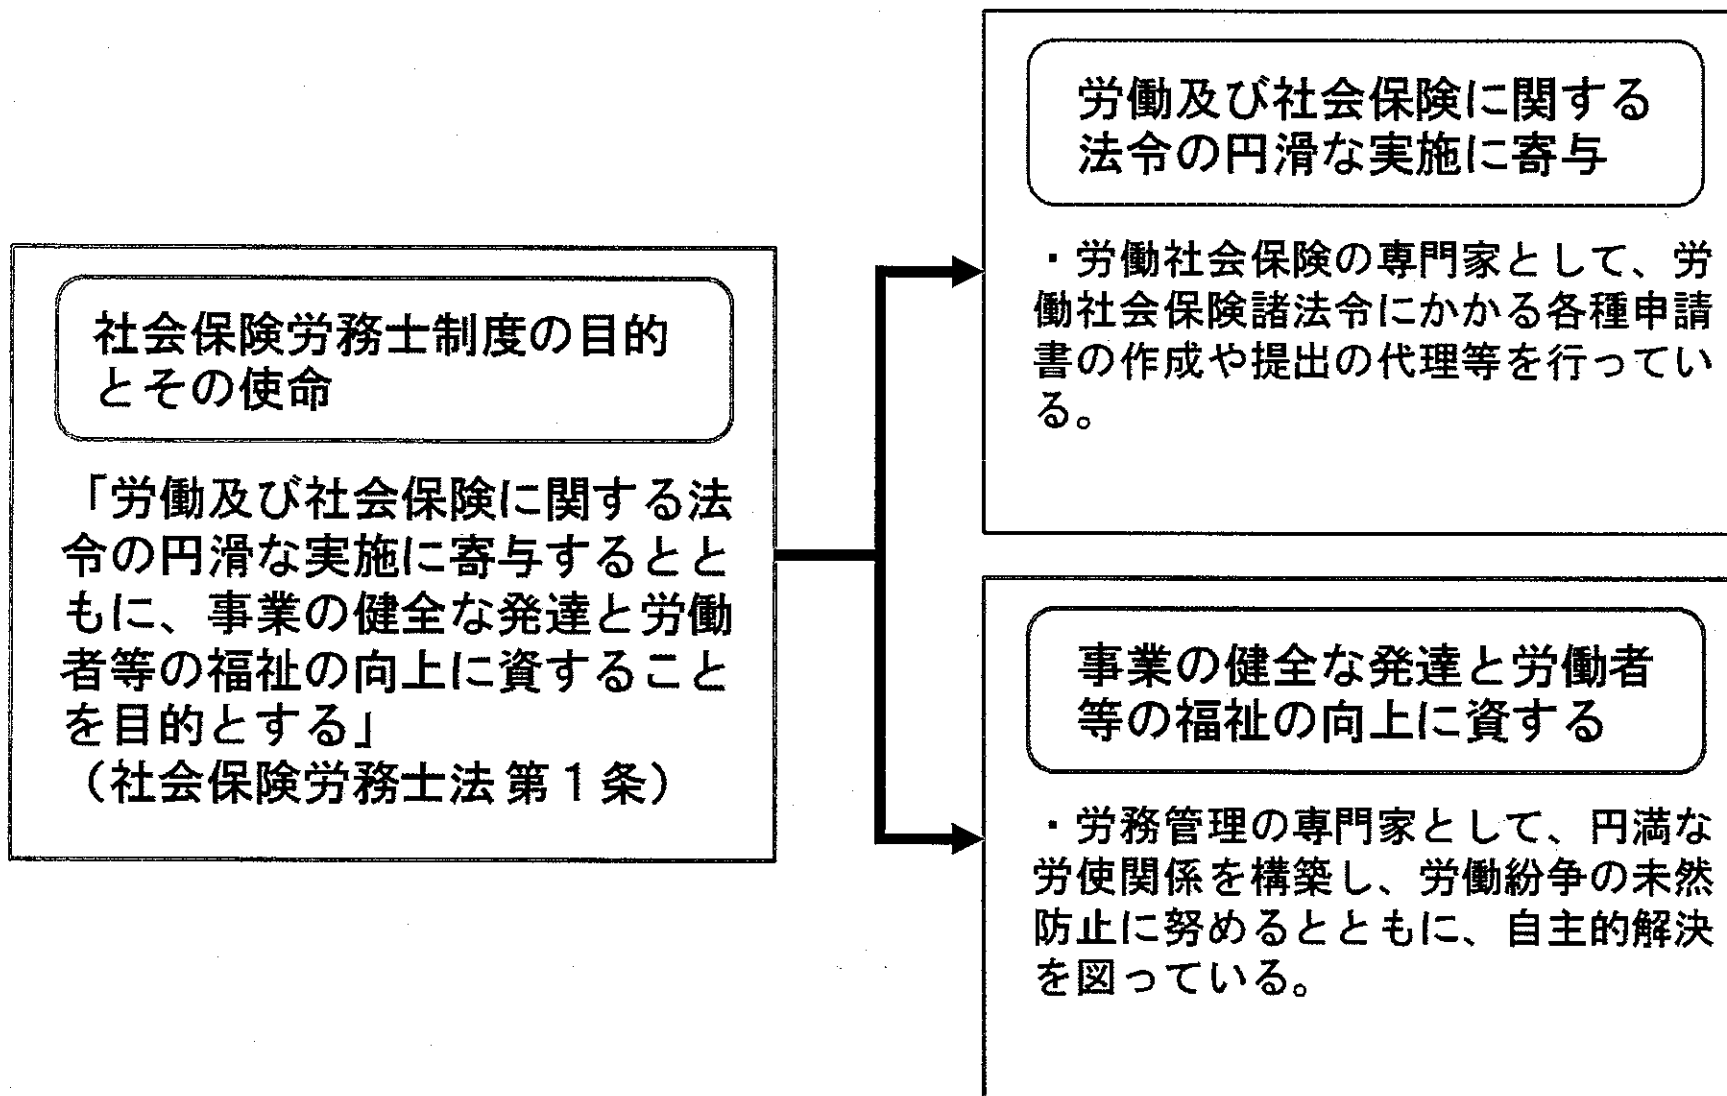 社会保険労務士制度の目的
とその使命
「労働及び社会保険に関する法
令の円滑な実施に寄与するとと
もに、事業の健全な発達と労働
者等の福祉の向上に資すること
を目的とする」
（社会保険労務士法第１条）
労働及び社会保険に関する
法令の円滑な実施に寄与
・労働社会保険の専門家として、労
働社会保険諸法令にかかる各種申請
書の作成や提出の代理等を行ってい
る。
事業の健全な発達と労働者
等の福祉の向上に資する
・労務管理の専門家として、円満な
労使関係を構築し、労働紛争の未然
防止に努めるとともに、自主的解決
を図っている。